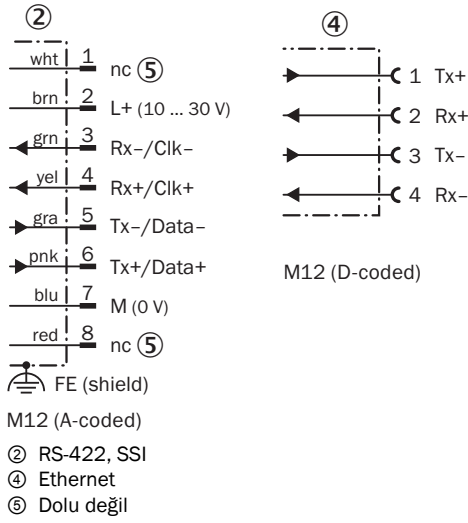 ②
wht 1 nc ⑤
brn 2 L+ (10 ... 30 V)
grn 3 Rx–/Clk–
yel 4 Rx+/Clk+
gra 5 Tx–/Data–
pnk 6 Tx+/Data+
blu 7 M (0 V)
red 8 nc ⑤
FE (shield)
M12 (A-coded)
④
1 Tx+
2 Rx+
3 Tx–
4 Rx–
M12 (D-coded)
② RS-422, SSI
④ Ethernet
⑤ Dolu değil